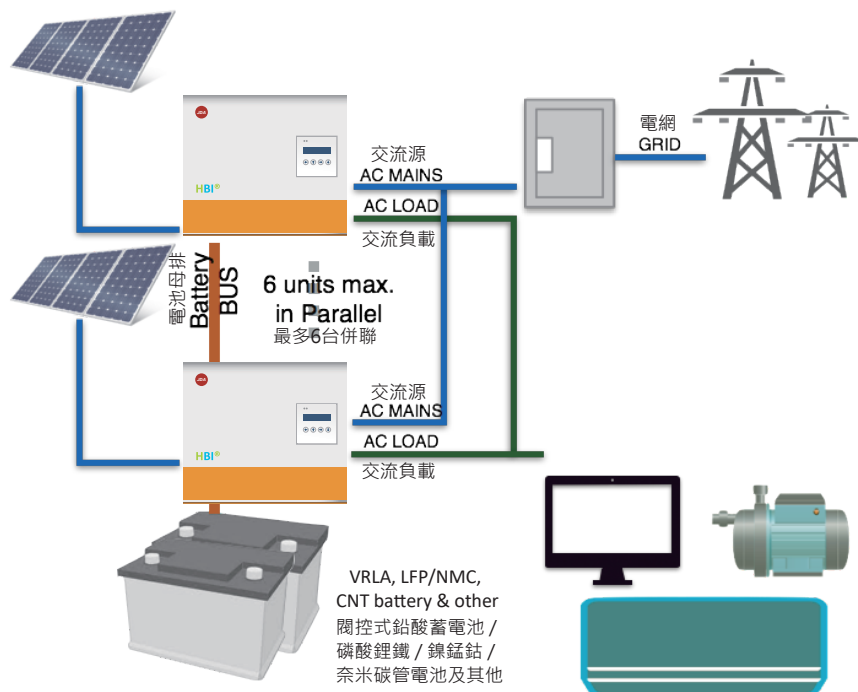 JDA
HBI®
交流源
AC MAINS
AC LOAD
交流負載
電網
GRID
電池母排
Battery
BUS
6 units max.
in Parallel
最多6台併聯
JDA
HBI®
交流源
AC MAINS
AC LOAD
交流負載
VRLA, LFP/NMC,
CNT battery & other
閥控式鉛酸蓄電池 /
磷酸鋰鐵 / 鎳錳鈷 /
奈米碳管電池及其他